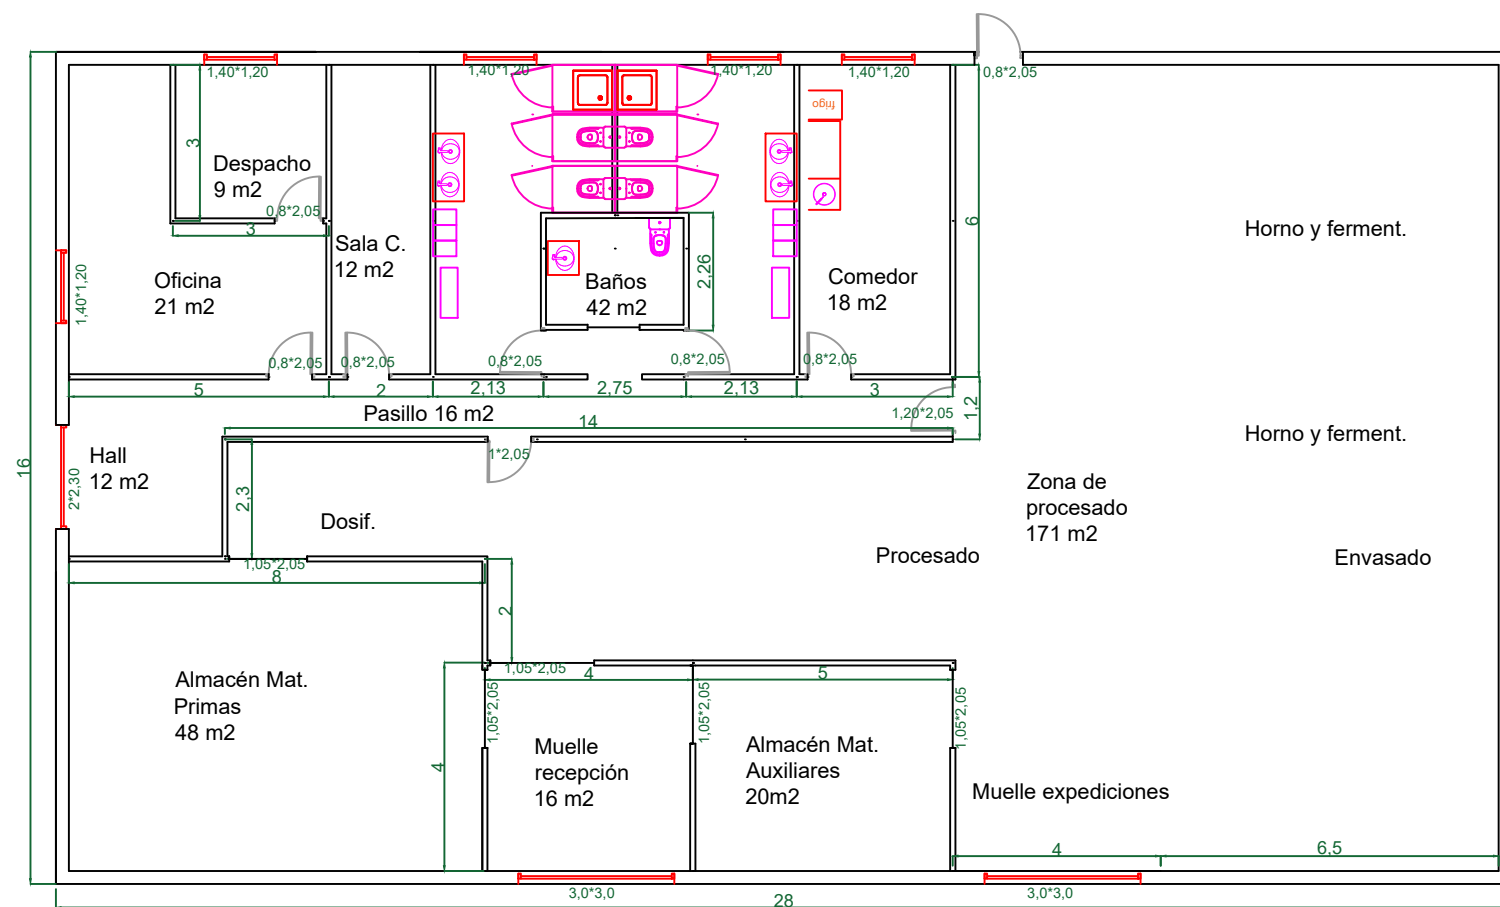 1,40*1,20
1,40*1,20
1,40*1,20
1,40*1,20
0,8*2,05
frigo
3
Despacho
9 m2
0,8*2,05
3
6
Horno y ferment.
Sala C.
12 m2
2,26
Oficina
21 m2
1,40*1,20
Baños
42 m2
Comedor
18 m2
0,8*2,05
0,8*2,05
0,8*2,05
0,8*2,05
0,8*2,05
5
2
2,13
2,75
2,13
3
1,2
Pasillo 16 m2
14
1,20*2,05
Horno y ferment.
Hall
12 m2
1*2,05
16
2*2,30
2,3
Dosif.
Zona de
procesado
171 m2
Procesado
Envasado
1,05*2,05
8
2
1,05*2,05
4
5
Almacén Mat.
Primas
48 m2
1,05*2,05
1,05*2,05
1,05*2,05
4
Muelle
recepción
16 m2
Almacén Mat.
Auxiliares
20m2
Muelle expediciones
4
6,5
3,0*3,0
3,0*3,0
28